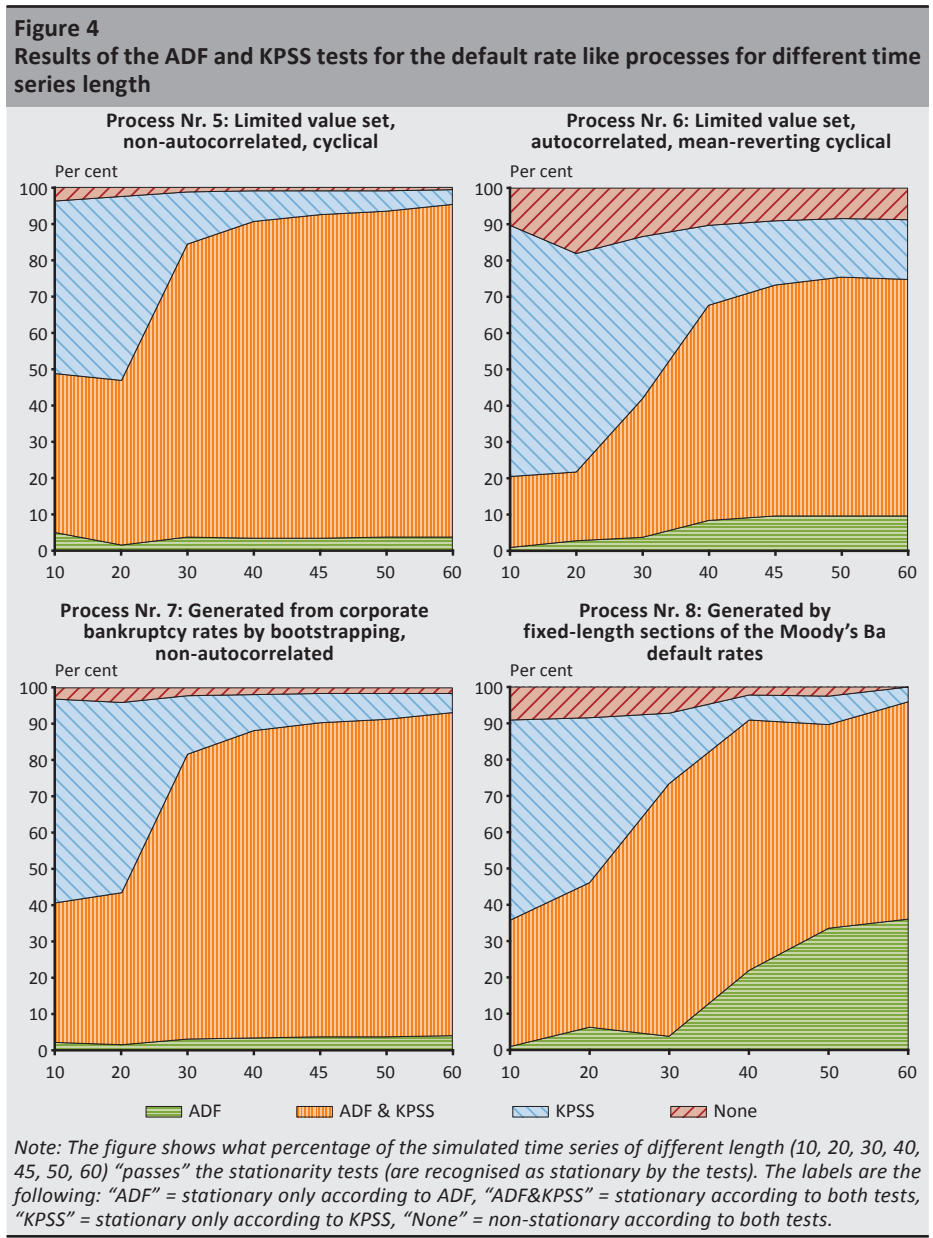 Figure 4
Results of the ADF and KPSS tests for the default rate like processes for different time
series length
Process Nr. 5: Limited value set,
non-autocorrelated, cyclical
Per cent
100
90
80
70
60
50
40
30
20
10
0
10 20 30 40 45 50 60
Process Nr. 6: Limited value set,
autocorrelated, mean-reverting cyclical
Per cent
100
90
80
70
60
50
40
30
20
10
0
10 20 30 40 45 50 60
Process Nr. 7: Generated from corporate
bankruptcy rates by bootstrapping,
non-autocorrelated
Per cent
100
90
80
70
60
50
40
30
20
10
0
10 20 30 40 45 50 60
Process Nr. 8: Generated by
fixed-length sections of the Moody's Ba
default rates
Per cent
100
90
80
70
60
50
40
30
20
10
0
10 20 30 40 50 60
ADF ADF & KPSS KPSS None
Note: The figure shows what percentage of the simulated time series of different length (10, 20, 30, 40,
45, 50, 60) “passes” the stationarity tests (are recognised as stationary by the tests). The labels are the
following: “ADF” = stationary only according to ADF, “ADF&KPSS” = stationary according to both tests,
“KPSS” = stationary only according to KPSS, “None” = non-stationary according to both tests.